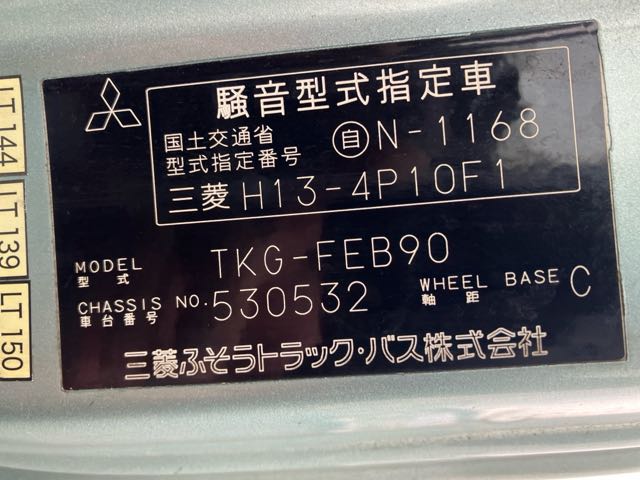 騒音型式指定車
国土交通省
型式指定番号
自 N-1168
三菱 H13-4P10F1
MODEL
型式
TKG-FEB90
CHASSIS NO.
車台番号
530532
WHEEL BASE
軸距
C
三菱ふそうトラック・バス株式会社
LT 144
LT 139
LT 150